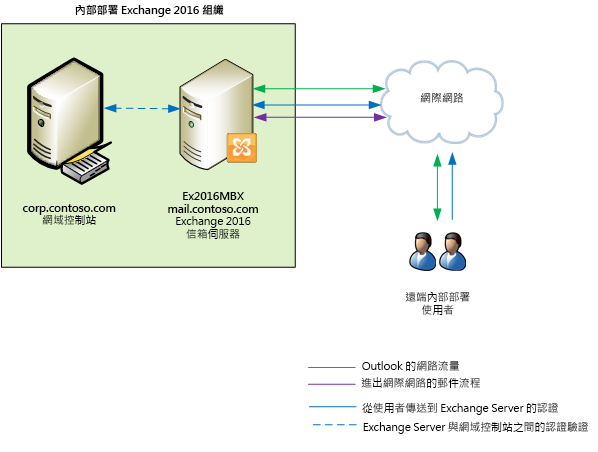 內部部署 Exchange 2016 組織
網際網路
corp.contoso.com
網域控制站
Ex2016MBX
mail.contoso.com
Exchange 2016
信箱伺服器
遠端內部部署
使用者
Outlook 的網路流量
進出網際網路的郵件流程
從使用者傳送到 Exchange Server 的認證
Exchange Server 與網域控制站之間的認證驗證